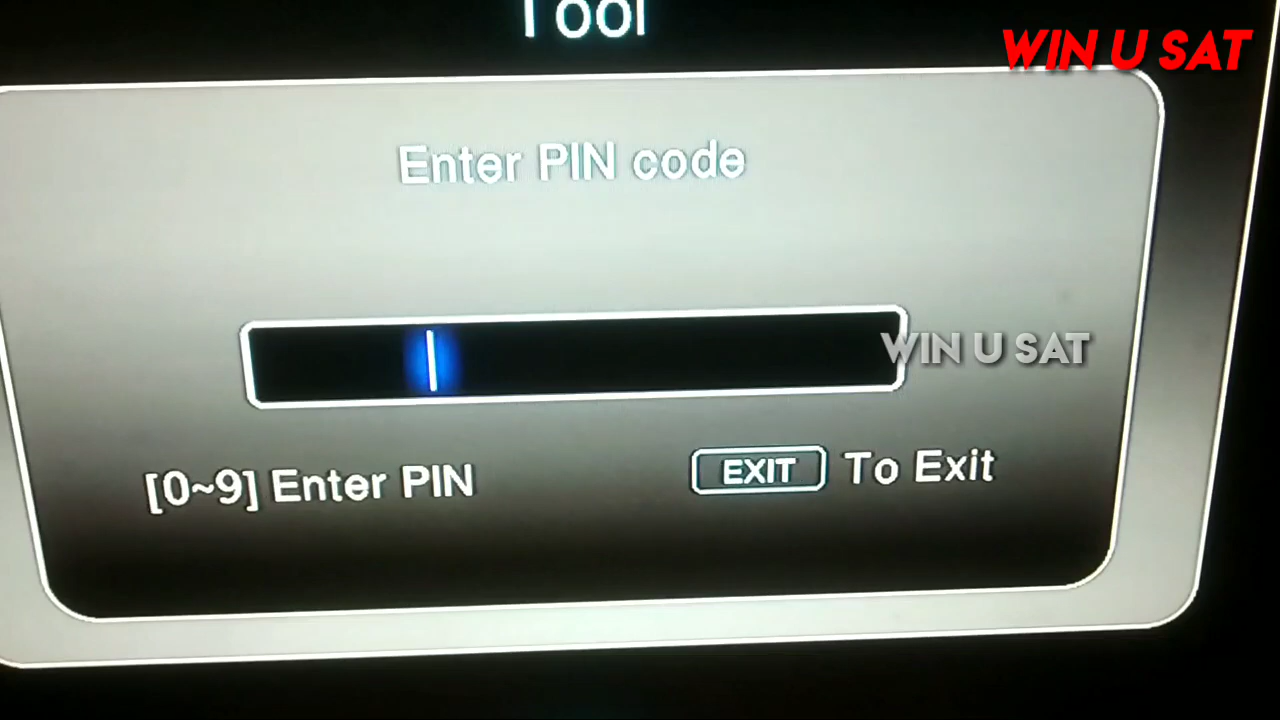 Tool
WIN U SAT
Enter PIN code
WIN U SAT
[0~9] Enter PIN
EXIT To Exit